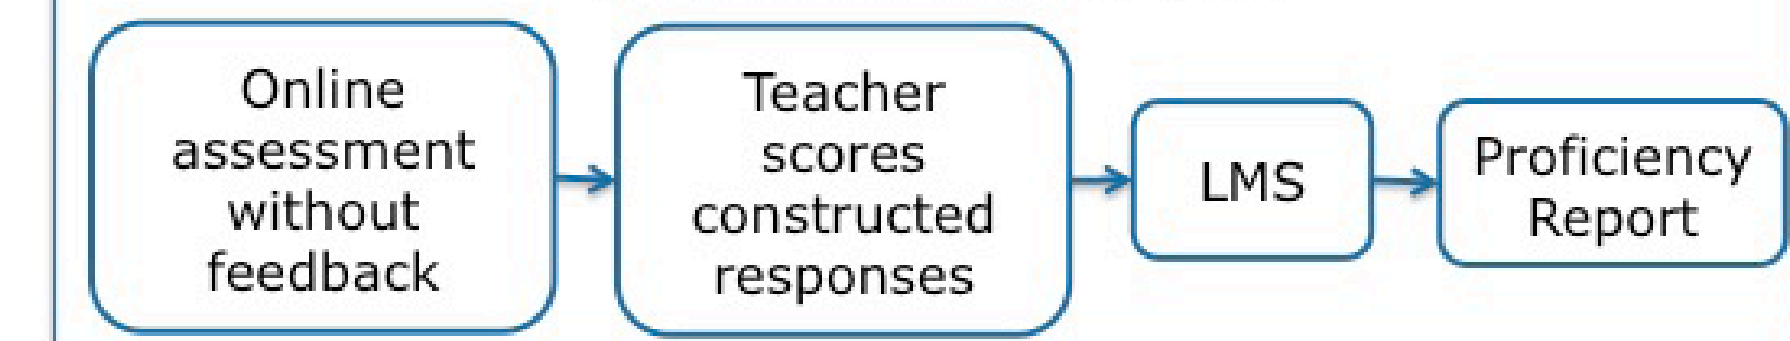 Online
assessment
without
feedback
Teacher
scores
constructed
responses
LMS
Proficiency
Report